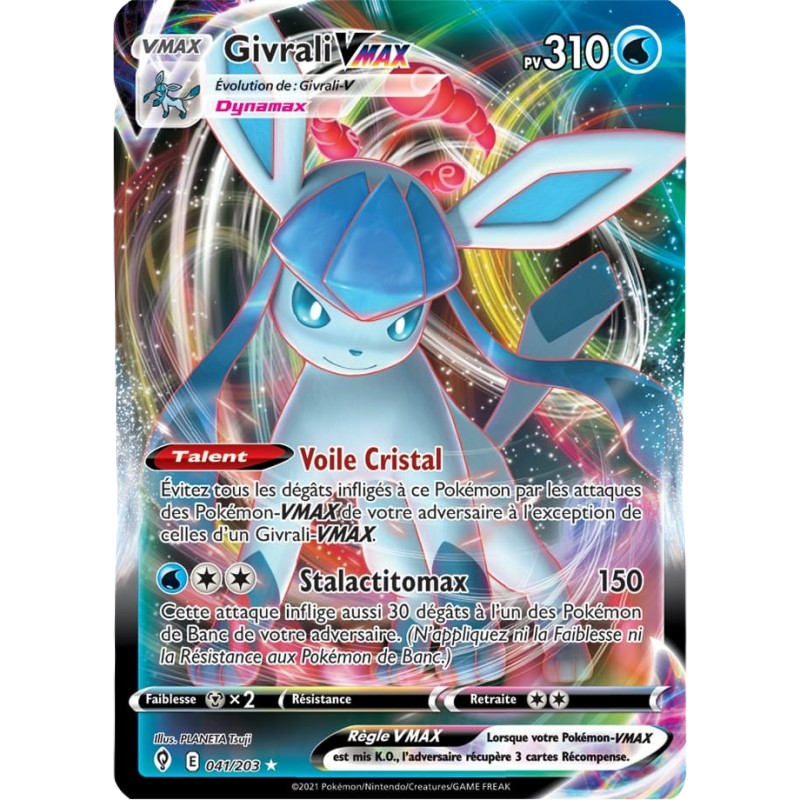 VMAX
Givrali VMAX
PV 310
Évolution de : Givrali-V
Dynamax
Talent Voile Cristal
Évitez tous les dégâts infligés à ce Pokémon par les attaques
des Pokémon-VMAX de votre adversaire à l'exception de
celles d'un Givrali-VMAX.
Stalactitomax 150
Cette attaque inflige aussi 30 dégâts à l'un des Pokémon
de Banc de votre adversaire. (N'appliquez ni la Faiblesse ni
la Résistance aux Pokémon de Banc.)
Faiblesse ×2 Résistance Retraite
Illus. PLANETA Tsuji
E 041/203 ★
Règle VMAX Lorsque votre Pokémon-VMAX
est mis K.O., l'adversaire récupère 3 cartes Récompense.
©2021 Pokémon/Nintendo/Creatures/GAME FREAK